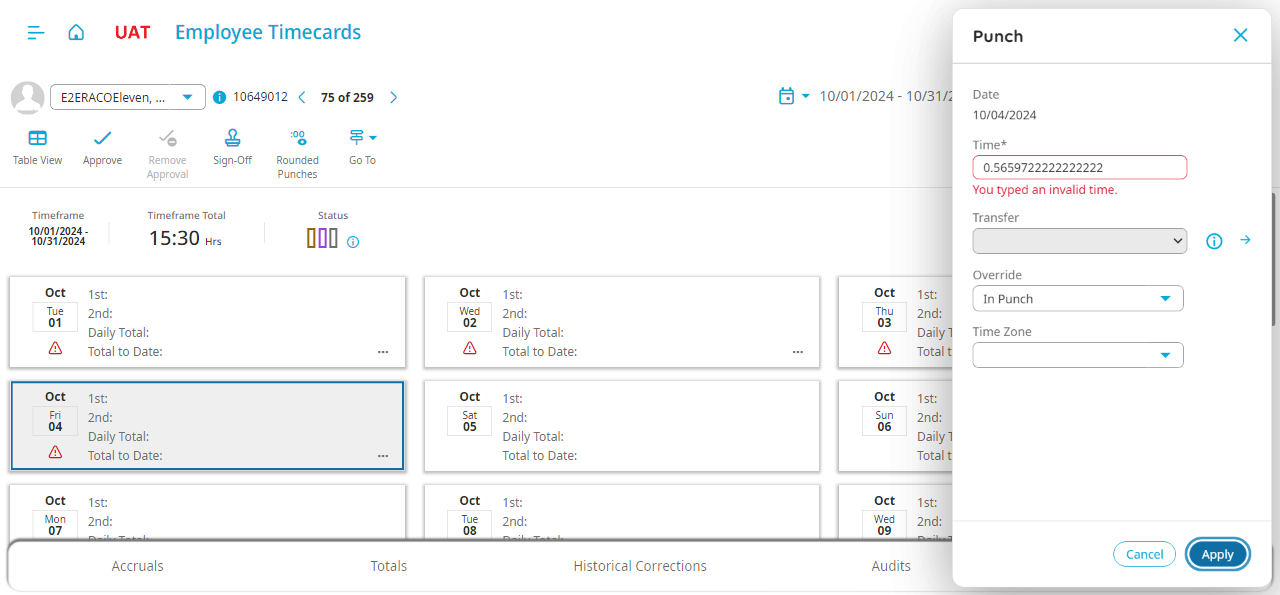 UAT
Employee Timecards
E2ERACOEleven, ...
10649012
75 of 259
10/01/2024 - 10/31/2
Table View
Approve
Remove
Approval
Sign-Off
:00
Rounded
Punches
Go To
Timeframe
10/01/2024 -
10/31/2024
Timeframe Total
15:30 Hrs
Status
Oct
Tue
01
1st:
2nd:
Daily Total:
Total to Date:
...
Oct
Wed
02
1st:
2nd:
Daily Total:
Total to Date:
...
Oct
Thu
03
1st:
2nd:
Daily T
Total t
Oct
Fri
04
1st:
2nd:
Daily Total:
Total to Date:
...
Oct
Sat
05
1st:
2nd:
Daily Total:
Total to Date:
Oct
Sun
06
1st:
2nd:
Daily T
Total t
Oct
Mon
07
1st:
2nd:
Daily Total:
Oct
Tue
08
1st:
2nd:
Daily Total:
Oct
Wed
09
1st:
2nd:
Daily T
Accruals
Totals
Historical Corrections
Audits
Punch
Date
10/04/2024
Time*
0.5659722222222222
You typed an invalid time.
Transfer
Override
In Punch
Time Zone
Cancel
Apply